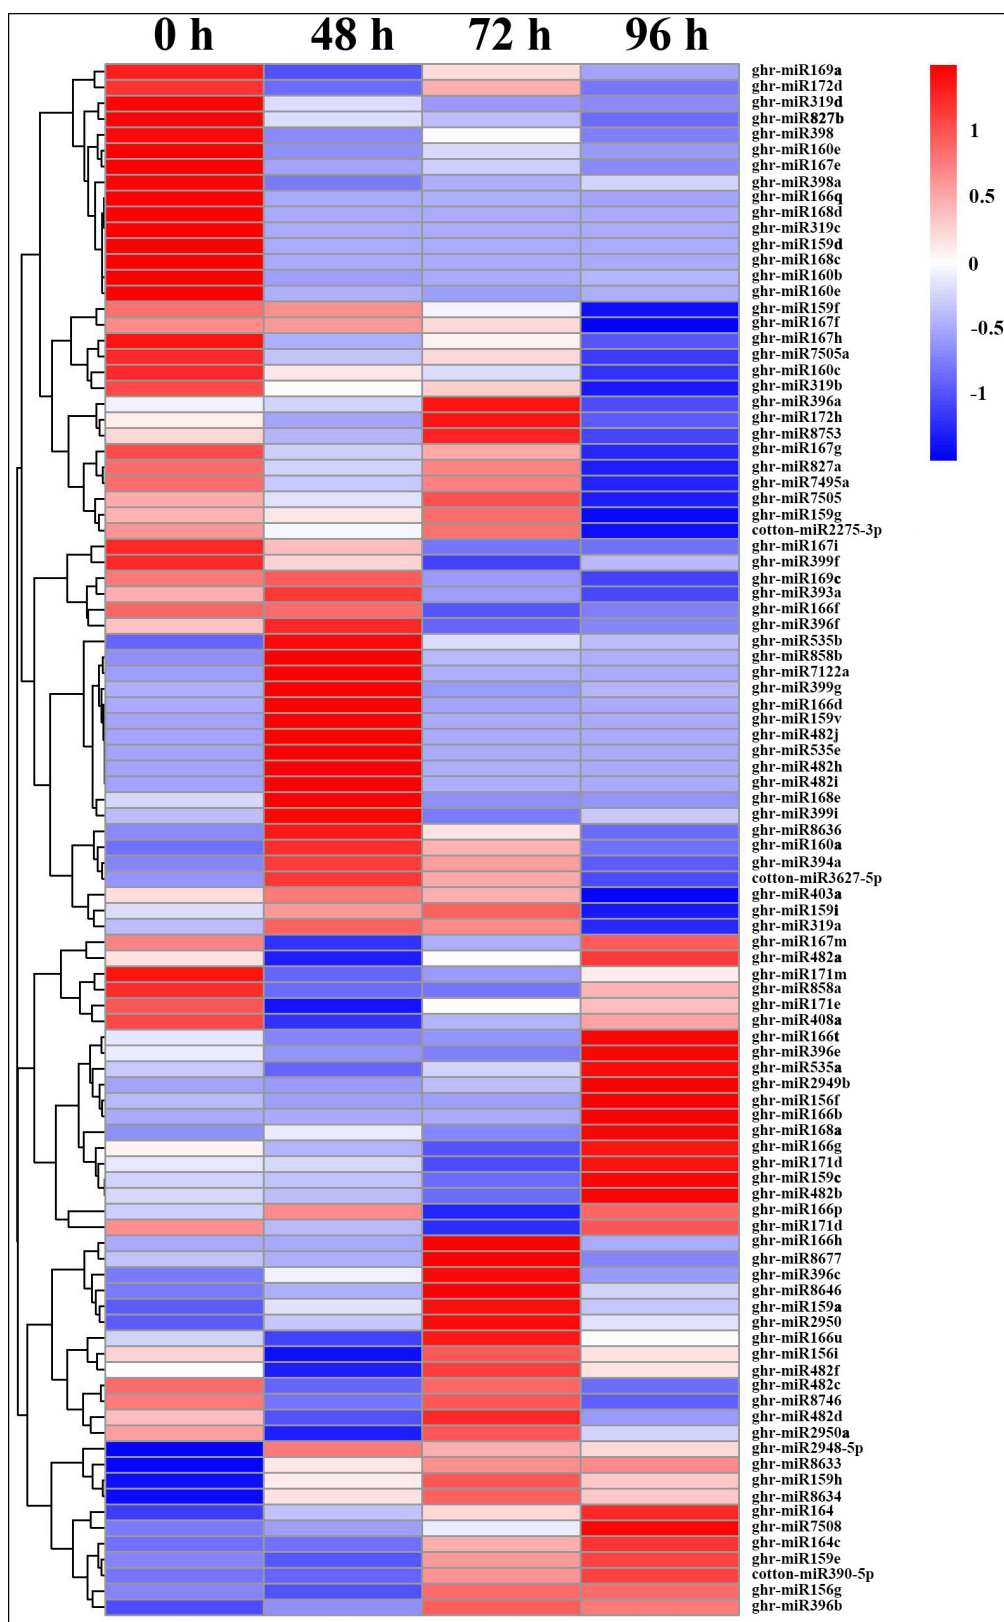 0 h 48 h 72 h 96 h
ghr-miR169a
ghr-miR172d
ghr-miR319d
ghr-miR827b
ghr-miR398
ghr-miR160e
ghr-miR167e
ghr-miR398a
ghr-miR166q
ghr-miR168d
ghr-miR319c
ghr-miR159d
ghr-miR168c
ghr-miR160b
ghr-miR160e
ghr-miR159f
ghr-miR167f
ghr-miR167h
ghr-miR7505a
ghr-miR160c
ghr-miR319b
ghr-miR396a
ghr-miR172h
ghr-miR8753
ghr-miR167g
ghr-miR827a
ghr-miR7495a
ghr-miR7505
ghr-miR159g
cotton-miR2275-3p
ghr-miR167i
ghr-miR399f
ghr-miR169c
ghr-miR393a
ghr-miR166f
ghr-miR396f
ghr-miR535b
ghr-miR858b
ghr-miR7122a
ghr-miR399g
ghr-miR166d
ghr-miR159v
ghr-miR482j
ghr-miR535e
ghr-miR482h
ghr-miR482i
ghr-miR168e
ghr-miR399i
ghr-miR8636
ghr-miR160a
ghr-miR394a
cotton-miR3627-5p
ghr-miR403a
ghr-miR159i
ghr-miR319a
ghr-miR167m
ghr-miR482a
ghr-miR171m
ghr-miR858a
ghr-miR171e
ghr-miR408a
ghr-miR166t
ghr-miR396e
ghr-miR535a
ghr-miR2949b
ghr-miR156f
ghr-miR166b
ghr-miR168a
ghr-miR166g
ghr-miR171d
ghr-miR159c
ghr-miR482b
ghr-miR166p
ghr-miR171d
ghr-miR166h
ghr-miR8677
ghr-miR396c
ghr-miR8646
ghr-miR159a
ghr-miR2950
ghr-miR166u
ghr-miR156i
ghr-miR482f
ghr-miR482c
ghr-miR8746
ghr-miR482d
ghr-miR2950a
ghr-miR2948-5p
ghr-miR8633
ghr-miR159h
ghr-miR8634
ghr-miR164
ghr-miR7508
ghr-miR164c
ghr-miR159e
cotton-miR390-5p
ghr-miR156g
ghr-miR396b
1
0.5
0
-0.5
-1